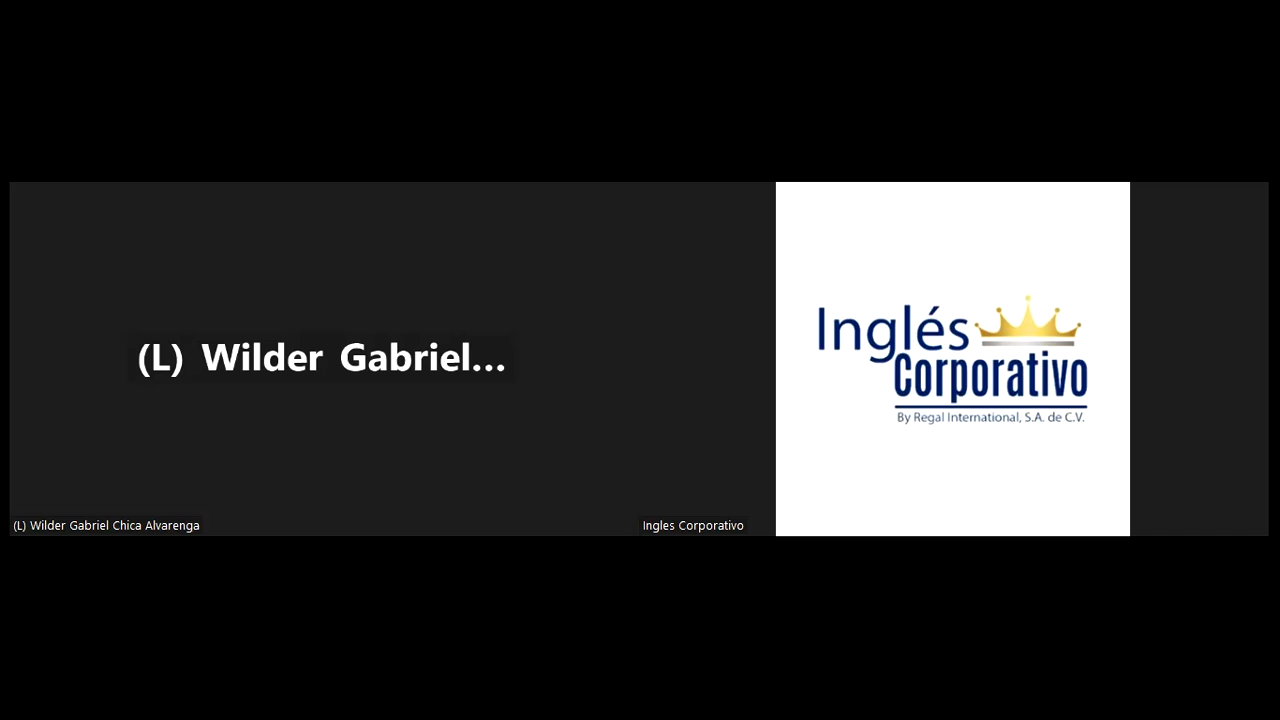 (L) Wilder Gabriel...
(L) Wilder Gabriel Chica Alvarenga
Inglés
Corporativo
By Regal International, S.A. de C.V.
Ingles Corporativo